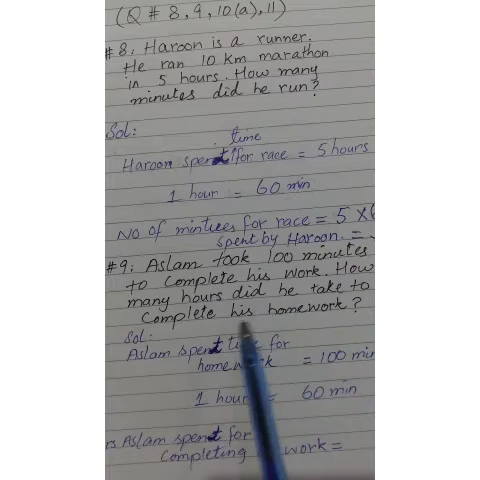 (Q # 8, 9, 10(a), 11)
# 8: Haroon is a runner.
He ran 10 km marathon
in 5 hours. How many
minutes did he run?
Sol:
time
Haroon spent for race = 5 hours
1 hour = 60 min
No of mintues for race = 5 x
spent by Haroon. =
# 9: Aslam took 100 minutes
to complete his work. How
many hours did he take to
complete his homework?
Sol:
Aslam spent for
= 100 min
1 hour = 60 min
Aslam spent for
Completing work =